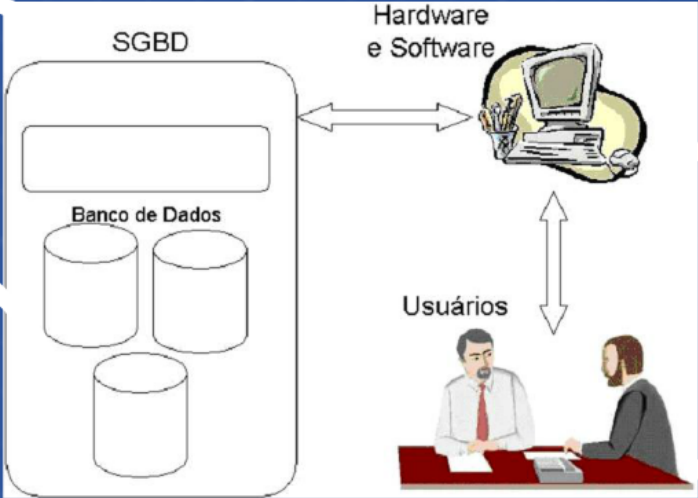 SGBD
Hardware
e Software
Banco de Dados
Usuários